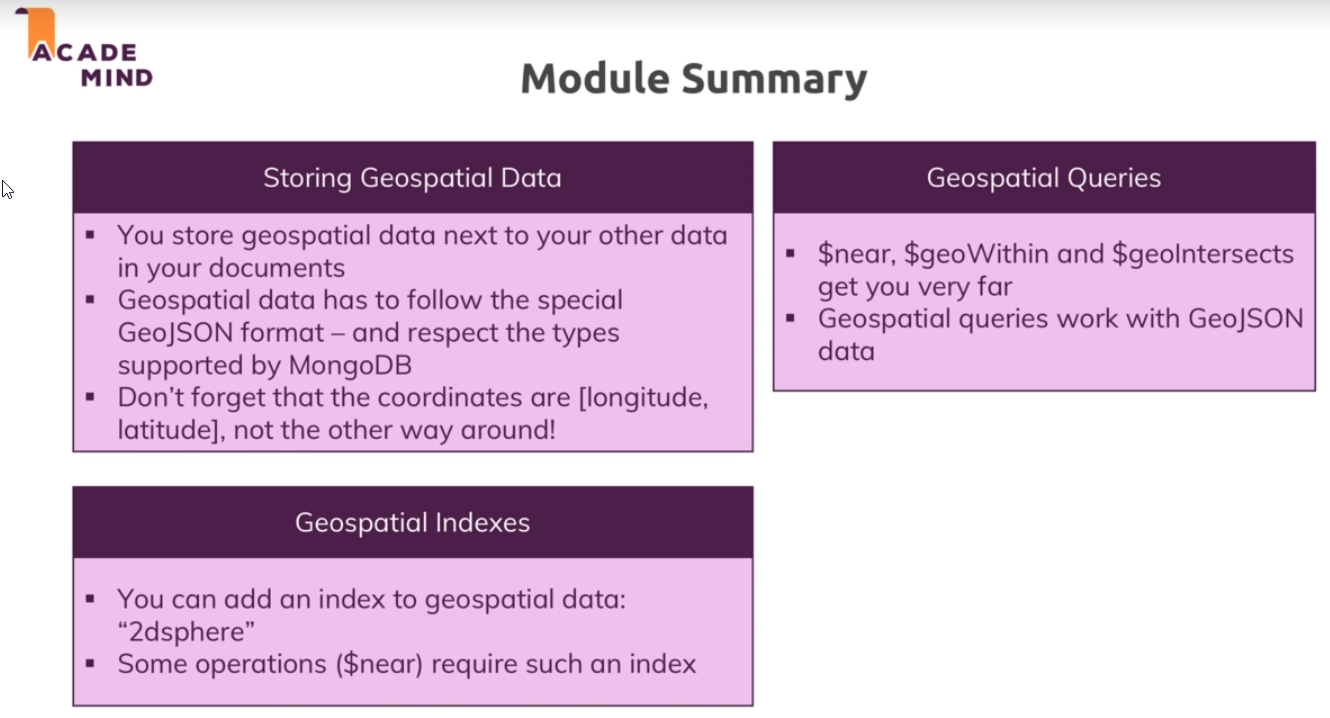 ACADE
MIND
Module Summary
Storing Geospatial Data
▪ You store geospatial data next to your other data
in your documents
▪ Geospatial data has to follow the special
GeoJSON format – and respect the types
supported by MongoDB
▪ Don’t forget that the coordinates are [longitude,
latitude], not the other way around!
Geospatial Queries
▪ $near, $geoWithin and $geoIntersects
get you very far
▪ Geospatial queries work with GeoJSON
data
Geospatial Indexes
▪ You can add an index to geospatial data:
“2dsphere”
▪ Some operations ($near) require such an index